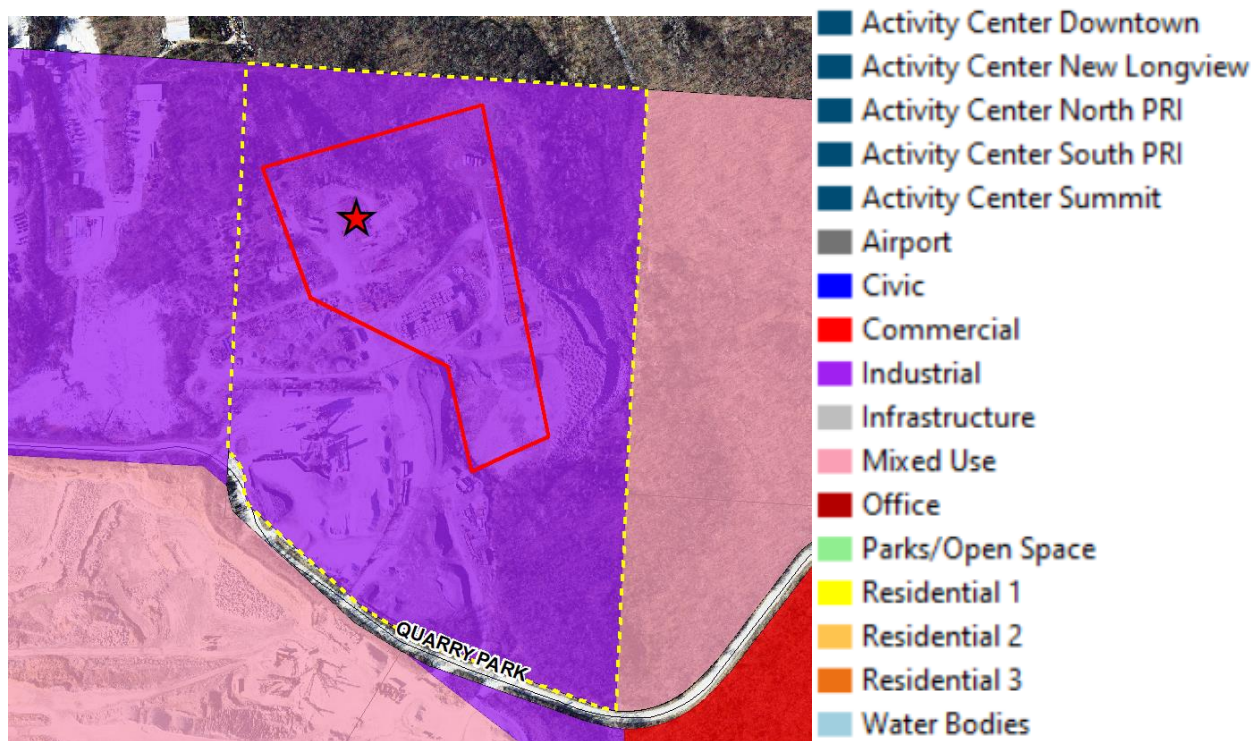 QUARRY PARK
Activity Center Downtown
Activity Center New Longview
Activity Center North PRI
Activity Center South PRI
Activity Center Summit
Airport
Civic
Commercial
Industrial
Infrastructure
Mixed Use
Office
Parks/Open Space
Residential 1
Residential 2
Residential 3
Water Bodies